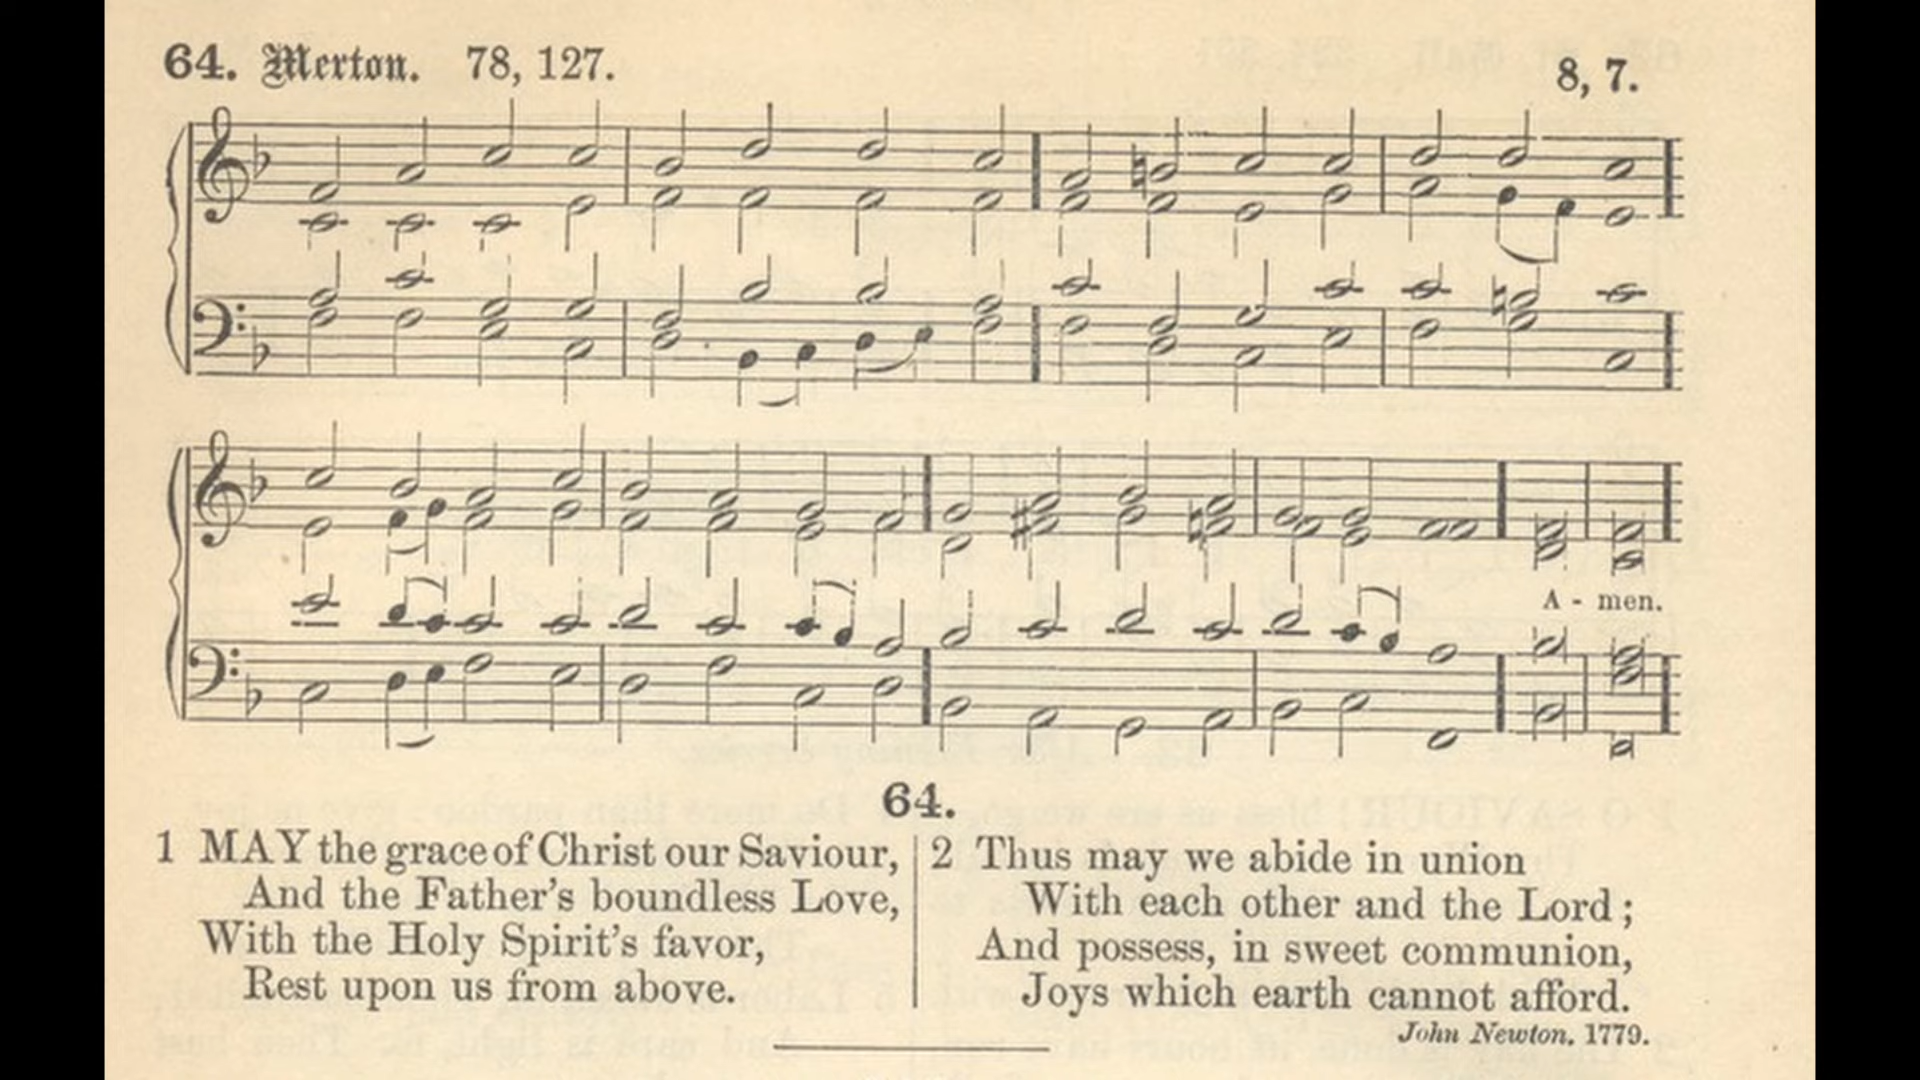 64. Merton. 78, 127. 8, 7.
A - men.
64.
1 MAY the grace of Christ our Saviour,
And the Father's boundless Love,
With the Holy Spirit's favor,
Rest upon us from above.
2 Thus may we abide in union
With each other and the Lord;
And possess, in sweet communion,
Joys which earth cannot afford.
John Newton. 1779.